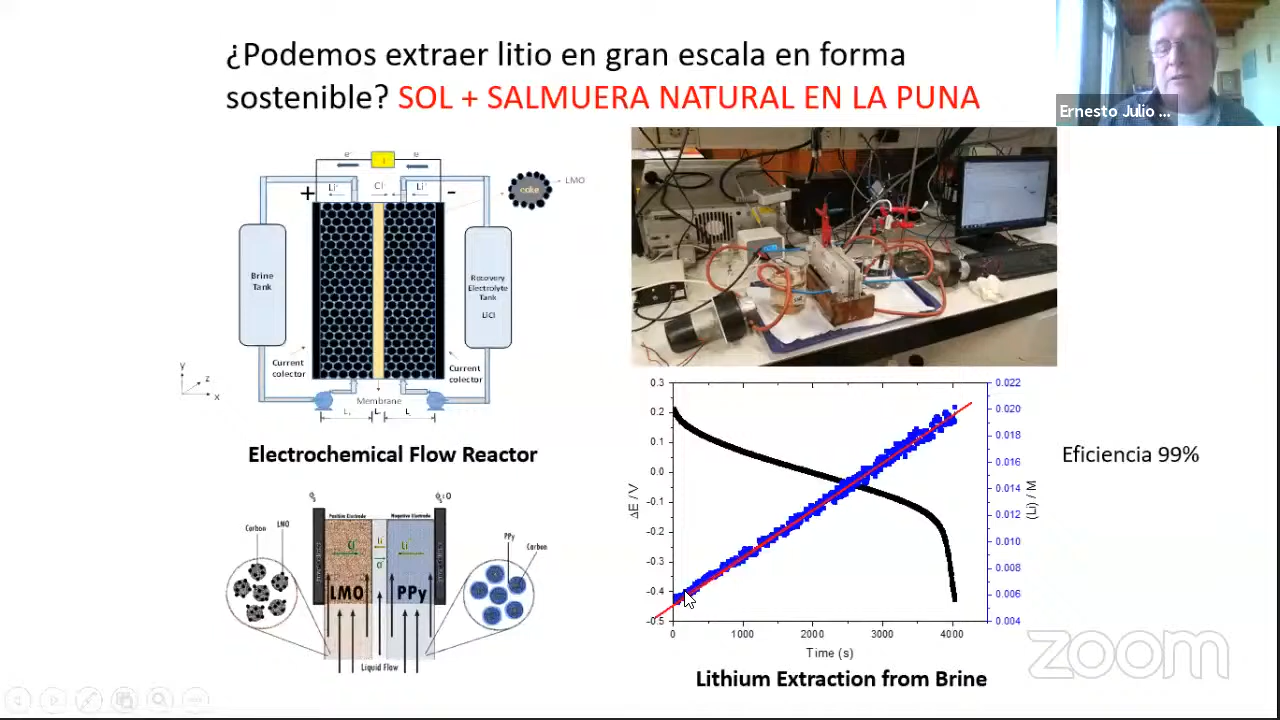 ¿Podemos extraer litio en gran escala en forma
sostenible? SOL + SALMUERA NATURAL EN LA PUNA
Ernesto Julio ...
e⁻
e
Li⁺
Cl⁻
Li⁺
+
-
LMO
Brine
Tank
Recovery
Electrolyte
Tank
LiCl
Current
colector
Current
colector
Membrane
y
z
x
Electrochemical Flow Reactor
Positive Electrode
Negative Electrode
Carbon
LMO
PPy
Carbon
LMO
PPy
Liquid Flow
0.3
0.2
0.1
0.0
-0.1
-0.2
-0.3
-0.4
-0.5
ΔE / V
0.022
0.020
0.018
0.016
0.014
0.012
0.010
0.008
0.006
0.004
(Li) / M
0
1000
2000
3000
4000
Time (s)
Lithium Extraction from Brine
Eficiencia 99%
zoom